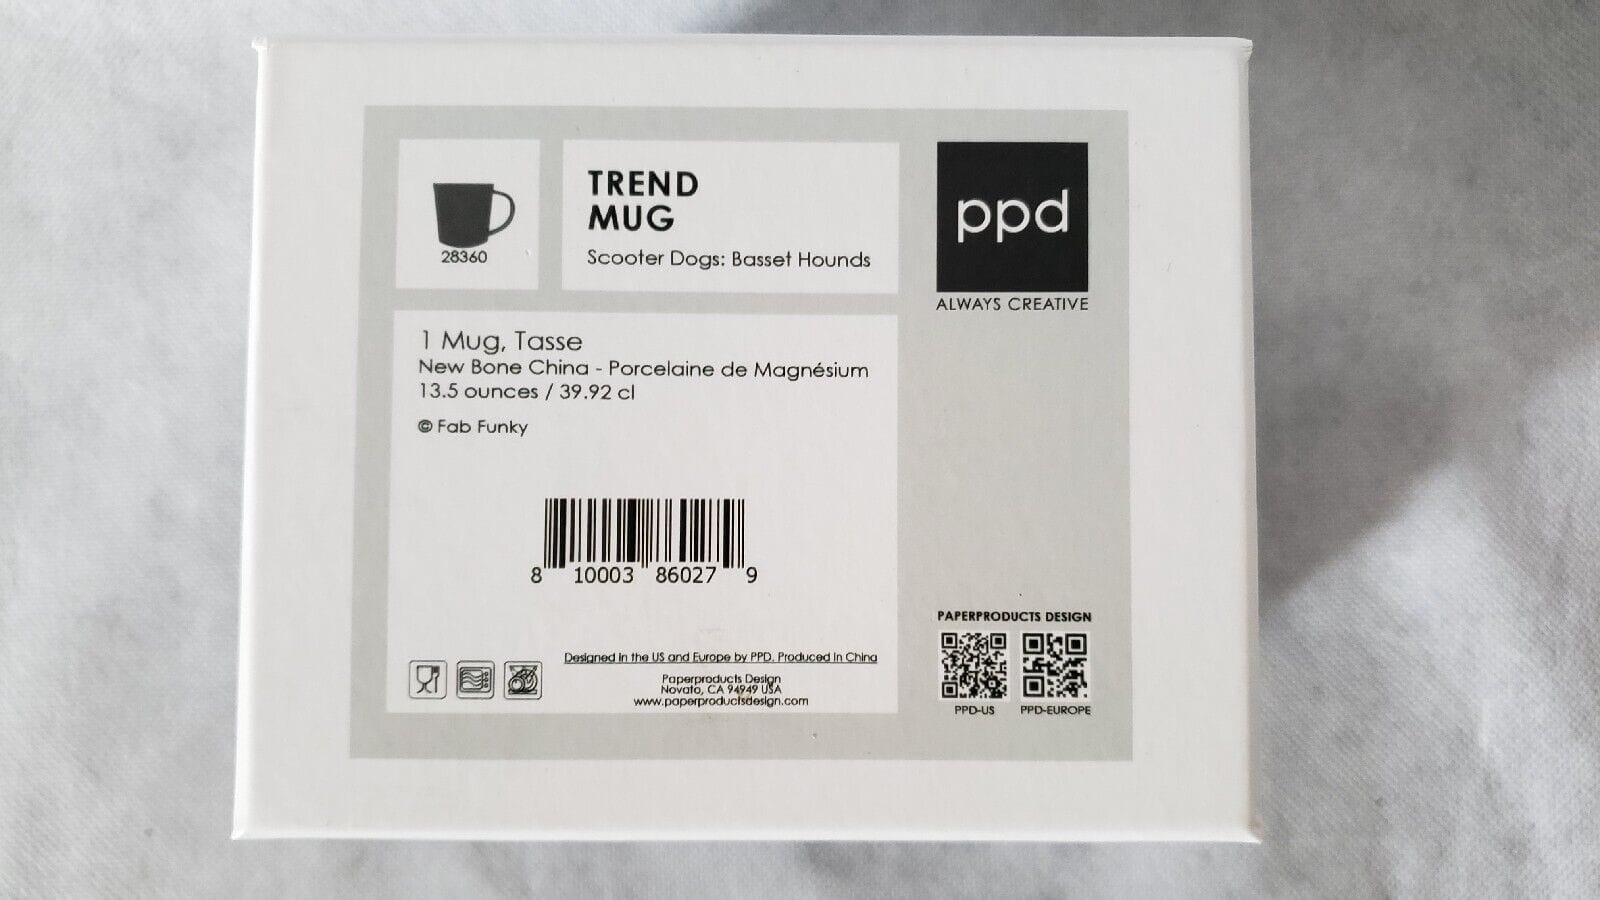 28360
TREND
MUG
Scooter Dogs: Basset Hounds
ppd
ALWAYS CREATIVE
1 Mug, Tasse
New Bone China - Porcelaine de Magnésium
13.5 ounces / 39.92 cl
© Fab Funky
8 10003 86027 9
Designed in the US and Europe by PPD. Produced in China
Paperproducts Design
Novato, CA 94949 USA
www.paperproductsdesign.com
PAPERPRODUCTS DESIGN
PPD-US PPD-EUROPE